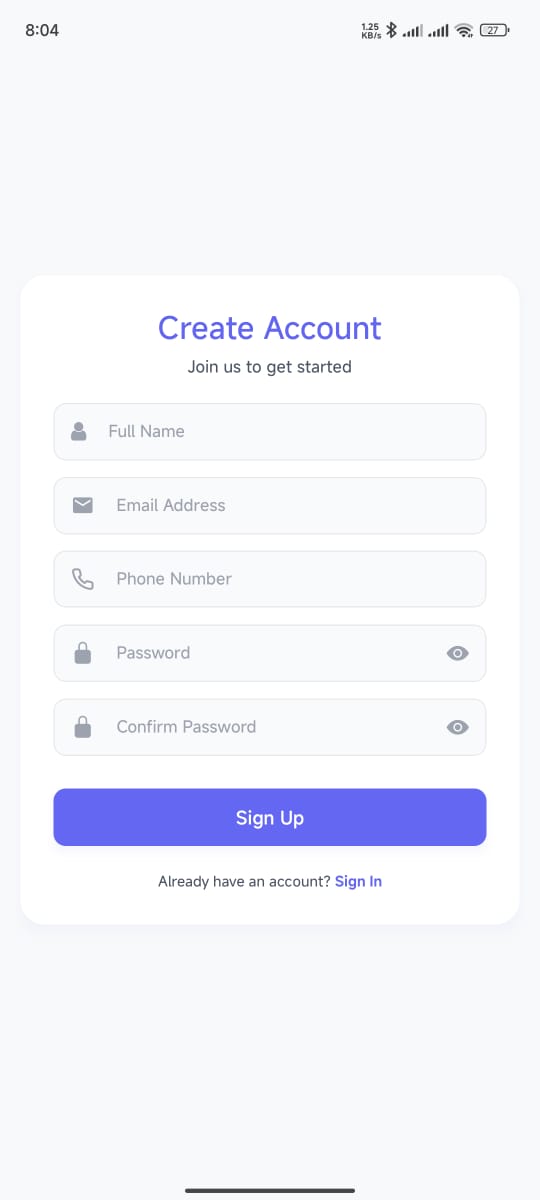 8:04
1.25
KB/s
27
Create Account
Join us to get started
Full Name
Email Address
Phone Number
Password
Confirm Password
Sign Up
Already have an account? Sign In